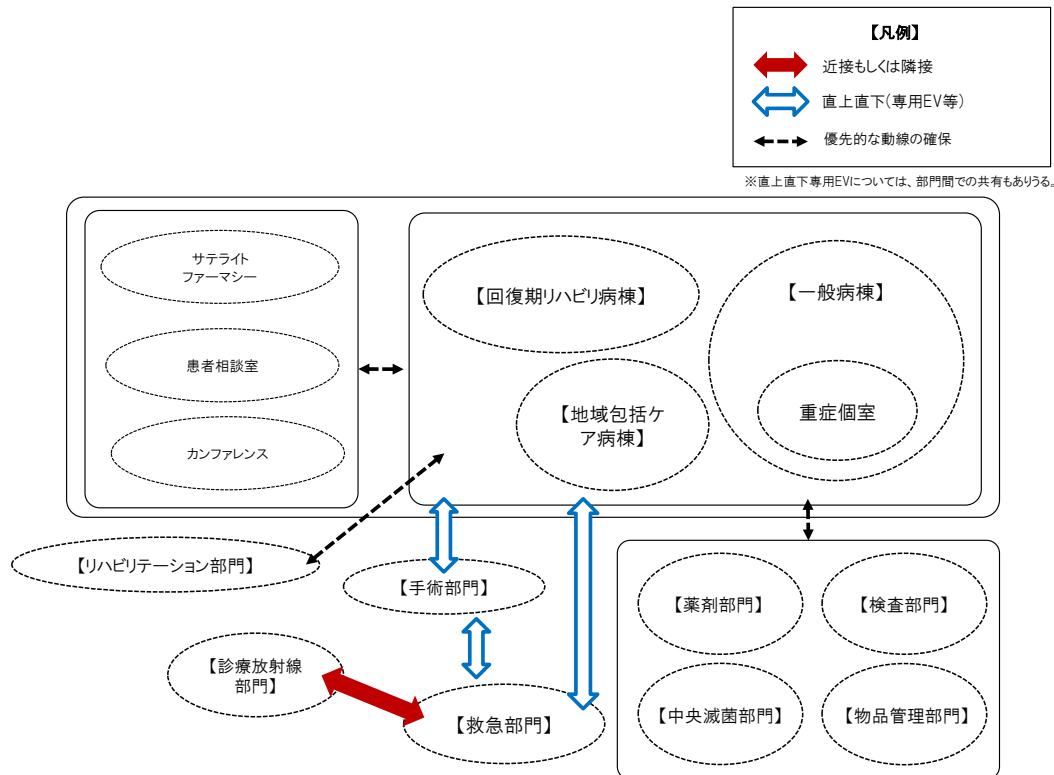 【凡例】
近接もしくは隣接
直上直下(専用EV等)
優先的な動線の確保
※直上直下専用EVについては、部門間での共有もありうる。
サテライト
ファーマシー
患者相談室
カンファレンス
【回復期リハビリ病棟】
【地域包括ケ
ア病棟】
【一般病棟】
重症個室
【リハビリテーション部門】
【手術部門】
【診療放射線
部門】
【救急部門】
【薬剤部門】
【検査部門】
【中央滅菌部門】
【物品管理部門】